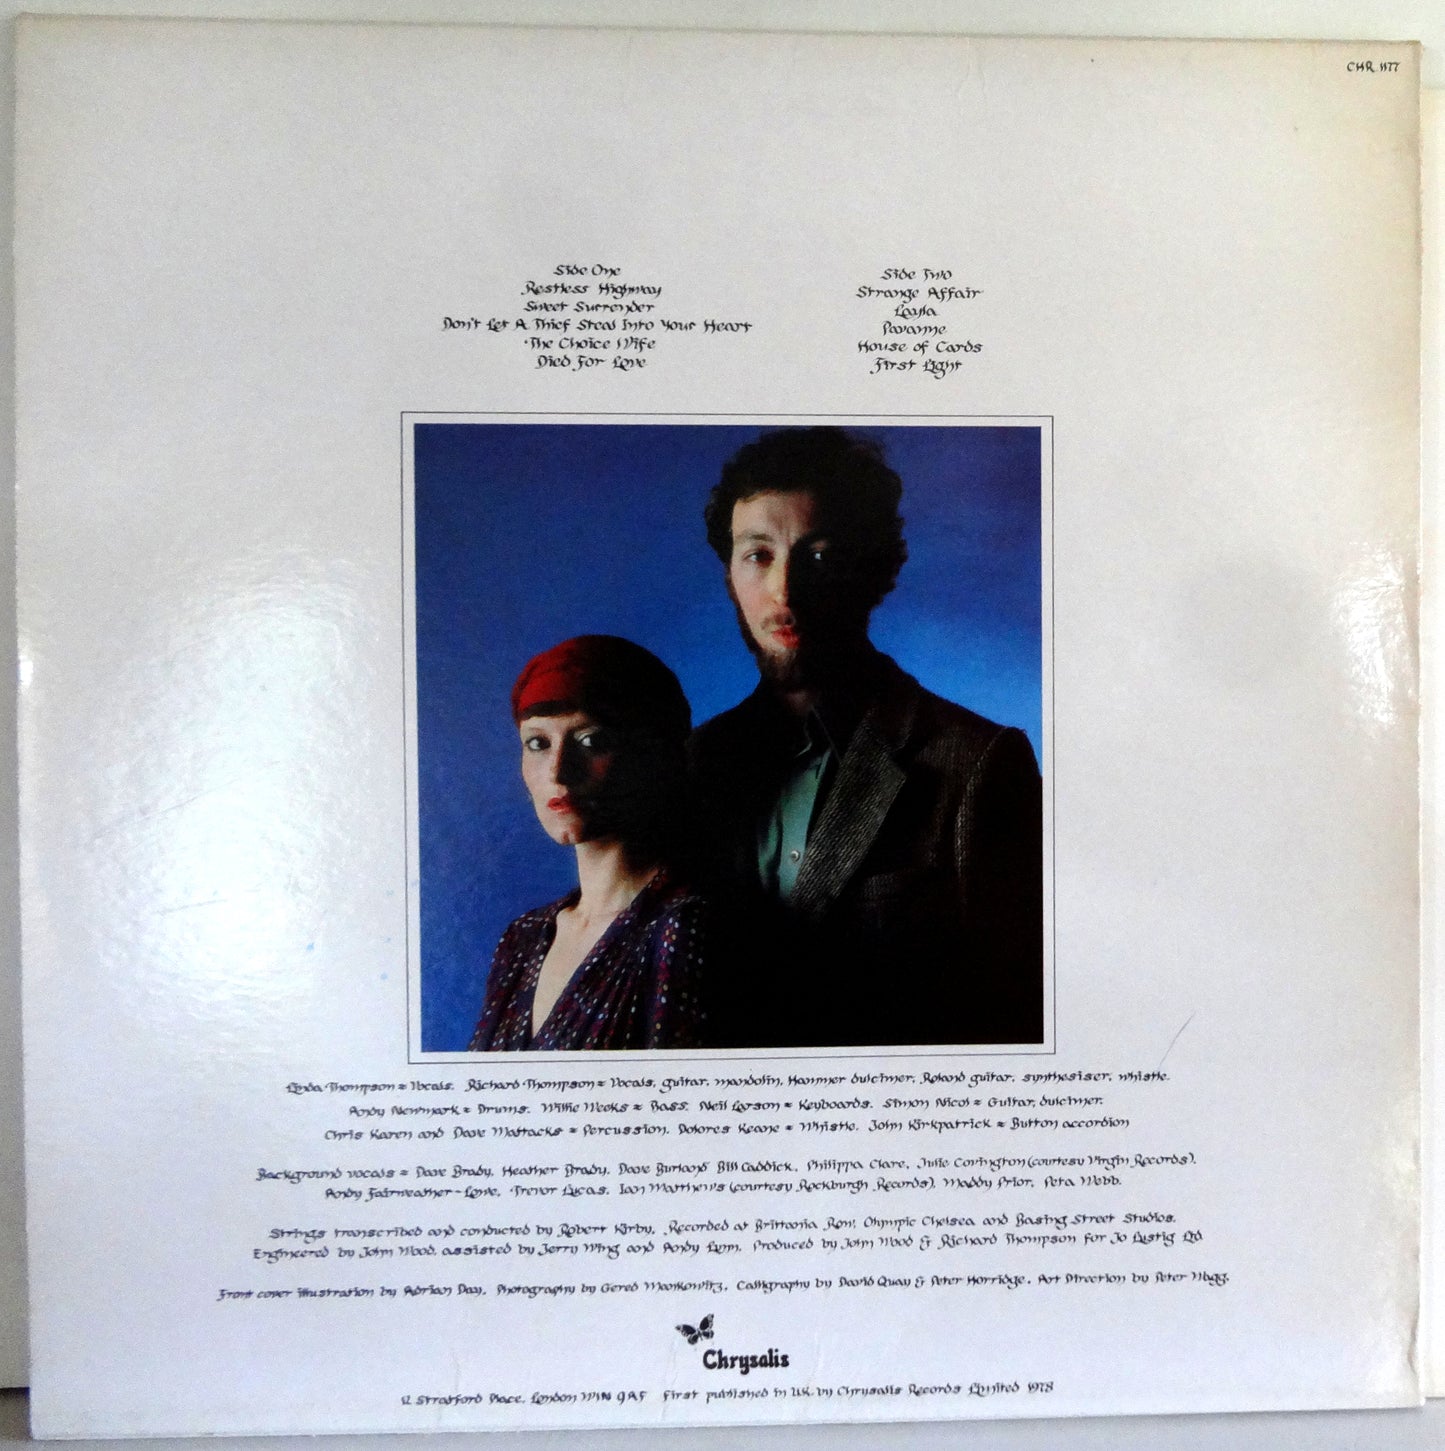 CHR 1177
Side One
Restless Highway
Sweet Surrender
Don't Let A Thief Steal Into Your Heart
The Choice Wife
Died For Love
Side Two
Strange Affair
Layla
Pavanne
House of Cards
First Light
Linda Thompson = Vocals. Richard Thompson = Vocals, guitar, mandolin, Hammer dulcimer, Roland guitar, synthesiser, whistle.
Andy Newmark = Drums. Willie Weeks = Bass. Neil Larson = Keyboards. Simon Nicol = Guitar, dulcimer.
Chris Karen and Dave Mattacks = Percussion. Dolores Keane = Whistle. John Kirkpatrick = Button accordion
Background vocals = Dave Brady, Heather Brady, Dave Burland Bill Caddick, Philippa Clare, Julie Covington (courtesy Virgin Records),
Andy Fairweather-Lowe, Trevor Lucas, Iain Matthews (courtesy Rockburgh Records), Maddy Prior, Peta Webb.
Strings transcribed and conducted by Robert Kirby. Recorded at Brittania Row, Olympic Chelsea and Basing Street Studios.
Engineered by John Wood, assisted by Jerry Wing and Andy Lynn. Produced by John Wood & Richard Thompson for Jo Lustig Ltd
Front cover illustration by Adrian Day. Photography by Gered Mankowitz. Calligraphy by David Quay & Peter Horridge. Art Direction by Peter Wagg.
Chrysalis
12 Stratford Place, London W1N 9AF First published in U.K. by Chrysalis Records Limited 1978